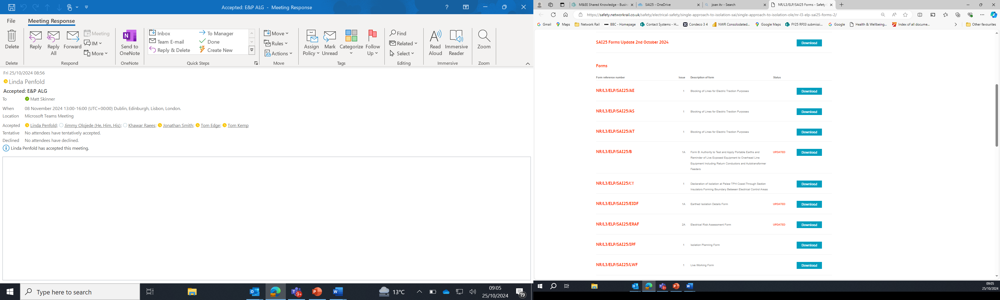 Accepted: E&P ALG - Meeting Response
File
Meeting Response
Delete
Reply
Reply All
Forward
Meeting
IM
More
Send to OneNote
Inbox
To Manager
Team E-mail
Done
Reply & Delete
Create New
Move
Rules
Actions
Assign Policy
Mark Unread
Categorize
Follow Up
Find
Related
Select
Read Aloud
Immersive Reader
Zoom
Delete
Respond
OneNote
Quick Steps
Move
Tags
Editing
Immersive
Zoom
Fri 25/10/2024 08:56
Linda Penfold
Accepted: E&P ALG
To Matt Skinner
When 08 November 2024 13:00-16:00 (UTC+00:00) Dublin, Edinburgh, Lisbon, London.
Location Microsoft Teams Meeting
Accepted Linda Penfold; Jimmy Olojede (He, Him, His); Khawar Raees; Jonathan Smith; Tom Edge; Tom Kemp
Tentative No attendees have tentatively accepted.
Declined No attendees have declined.
Linda Penfold has accepted this meeting.
Type here to search
9+
13°C
09:05
25/10/2024
19
M&EE Shared Knowledge - Busin
SAI25 - OneDrive
joan itv - Search
NR/L3/ELP/SAI25 Forms - Safety
https://safety.networkrail.co.uk/safety/electrical-safety/single-approach-to-isolation-sai/single-approach-to-isolation-ole/nr-l3-elp-sai25-forms-2/
Gmail
Maps
Network Rail
BBC - Homepage
Contact Systems - H...
Condeco 3 4
NWR Consolodated...
Google Maps
FY25 RF03 submissi...
Google
Health & Wellbeing...
Index of all docume...
Other favourites
SAI25 Forms Update 2nd October 2024 Download
Forms
Form reference number Issue Description of form Status
NR/L3/ELP/SAI25/AE 1 Blocking of Lines for Electric Traction Purposes Download
NR/L3/ELP/SAI25/AS 1 Blocking of Lines for Electric Traction Purposes Download
NR/L3/ELP/SAI25/AT 1 Blocking of Lines for Electric Traction Purposes Download
NR/L3/ELP/SAI25/B 1A Form B: Authority to Test and Apply Portable Earths and UPDATED Download
Reminder of Live Exposed Equipment to Overhead Line
Equipment Including Return Conductors and Autotransformer
Feeders
NR/L3/ELP/SAI25/CT 1 Declaration of Isolation at Pelaw TPH Coast-Through Section Download
Insulators Forming Boundary Between Electrical Control Areas
NR/L3/ELP/SAI25/EIDF 1A Earthed Isolation Details Form UPDATED Download
NR/L3/ELP/SAI25/ERAF 2A Electrical Risk Assessment Form UPDATED Download
NR/L3/ELP/SAI25/IPF 1 Isolation Planning Form Download
NR/L3/ELP/SAI25/LWF 1 Live Working Form Download
9+
09:05
25/10/2024